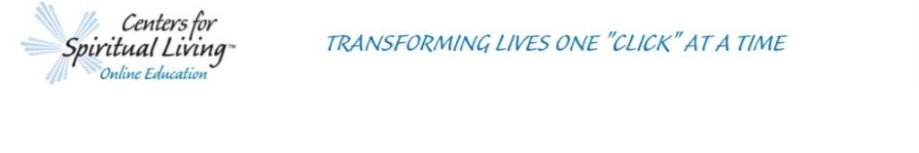 Centers for
Spiritual Living™
Online Education
TRANSFORMING LIVES ONE "CLICK" AT A TIME